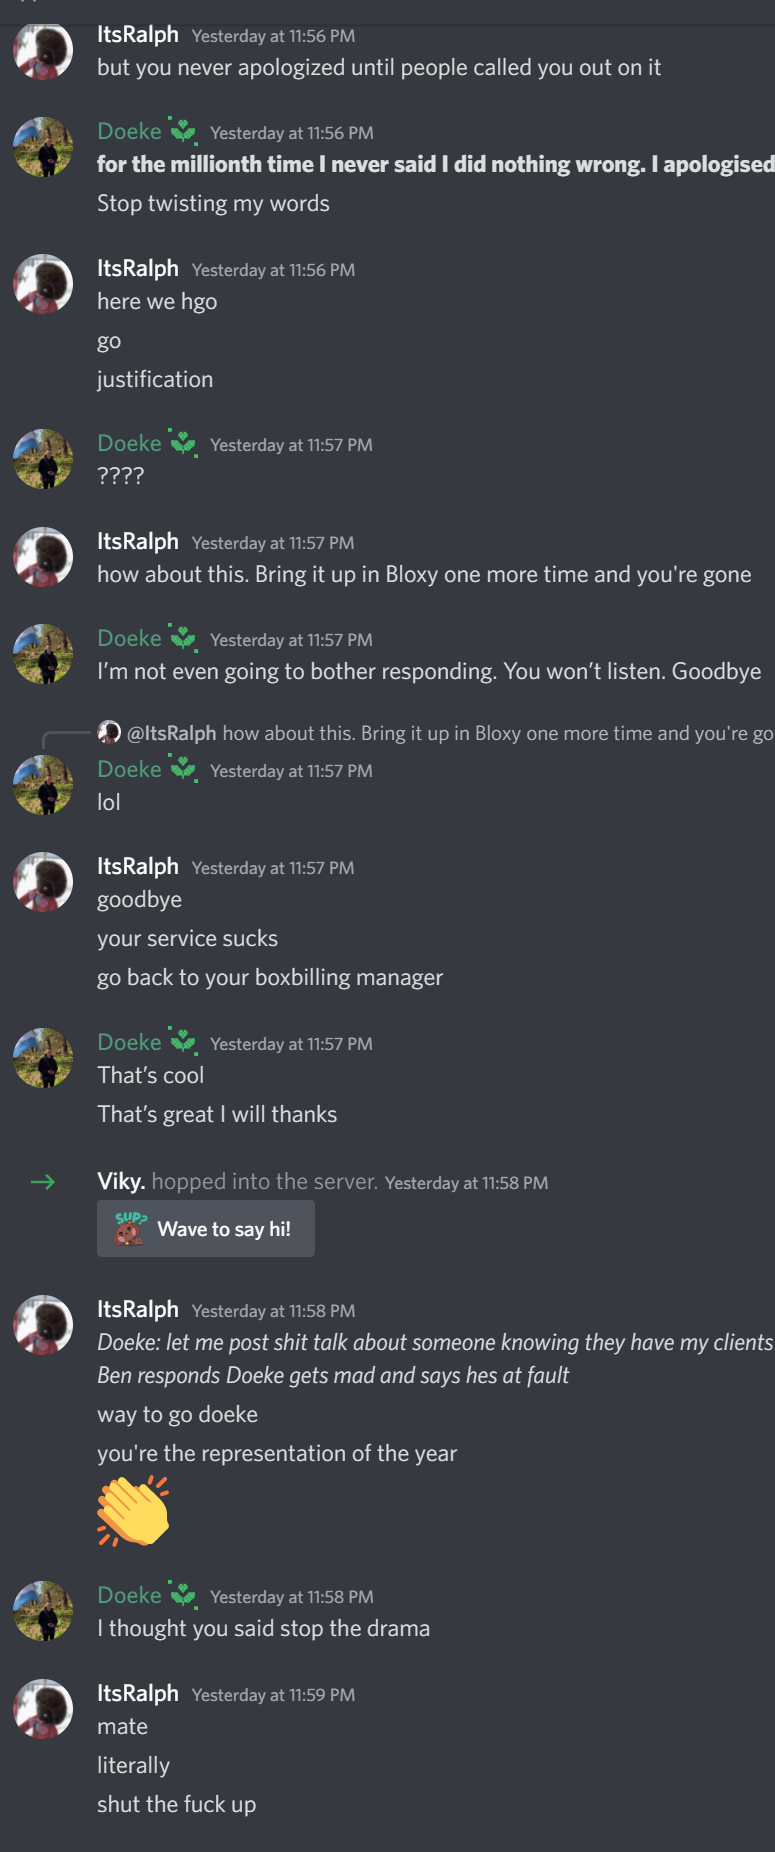 ItsRalph Yesterday at 11:56 PM
but you never apologized until people called you out on it
Doeke Yesterday at 11:56 PM
for the millionth time I never said I did nothing wrong. I apologised
Stop twisting my words
ItsRalph Yesterday at 11:56 PM
here we hgo
go
justification
Doeke Yesterday at 11:57 PM
????
ItsRalph Yesterday at 11:57 PM
how about this. Bring it up in Bloxy one more time and you're gone
Doeke Yesterday at 11:57 PM
I’m not even going to bother responding. You won’t listen. Goodbye
@ItsRalph how about this. Bring it up in Bloxy one more time and you're go
Doeke Yesterday at 11:57 PM
lol
ItsRalph Yesterday at 11:57 PM
goodbye
your service sucks
go back to your boxbilling manager
Doeke Yesterday at 11:57 PM
That’s cool
That’s great I will thanks
Viky. hopped into the server. Yesterday at 11:58 PM
SUP?
Wave to say hi!
ItsRalph Yesterday at 11:58 PM
Doeke: let me post shit talk about someone knowing they have my clients
Ben responds Doeke gets mad and says hes at fault
way to go doeke
you're the representation of the year
Doeke Yesterday at 11:58 PM
I thought you said stop the drama
ItsRalph Yesterday at 11:59 PM
mate
literally
shut the fuck up